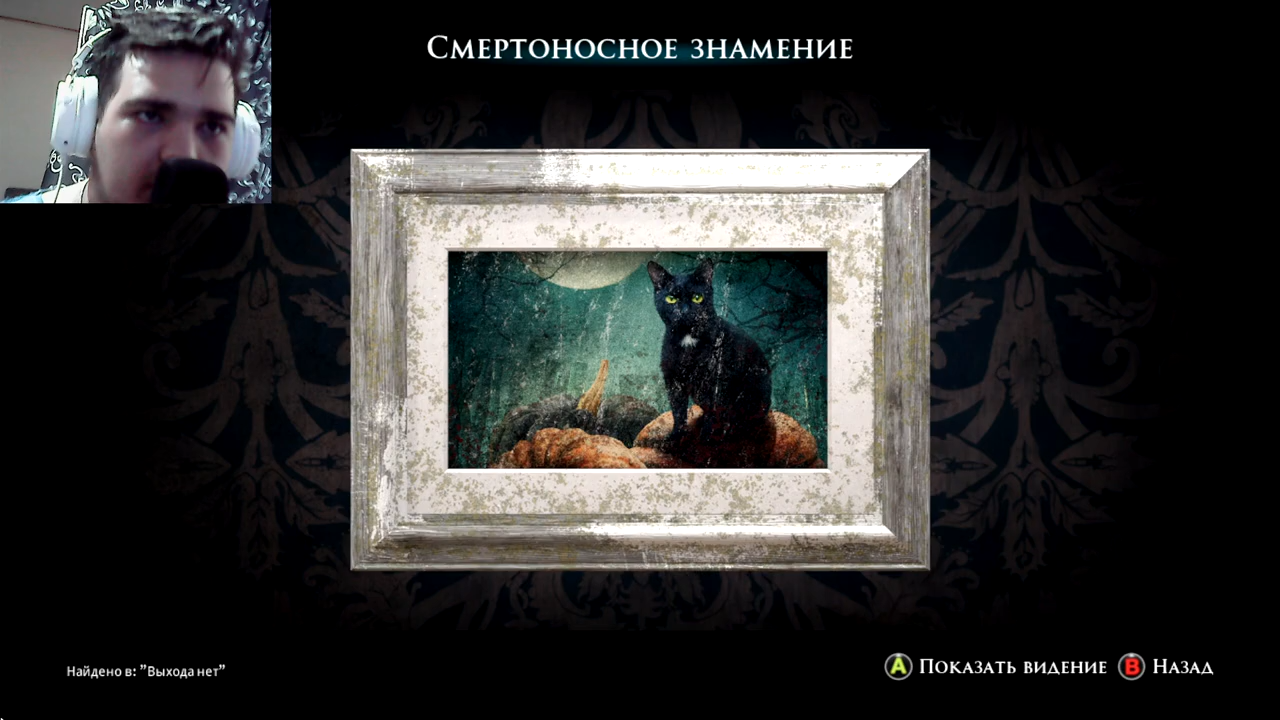 Смертоносное знамение
Найдено в: "Выхода нет"
A Показать видение B Назад